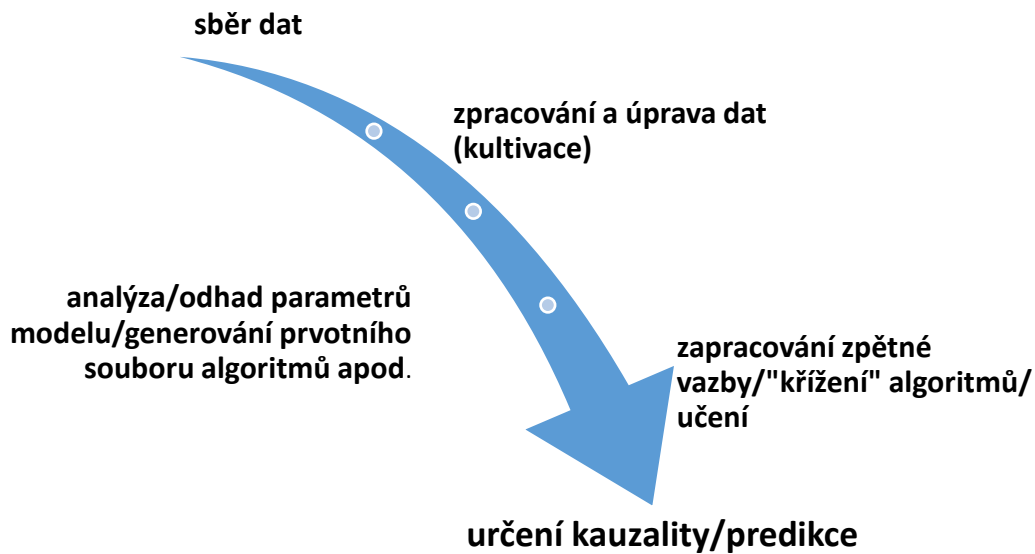 sběr dat
zpracování a úprava dat
(kultivace)
analýza/odhad parametrů
modelu/generování prvotního
souboru algoritmů apod.
zapracování zpětné
vazby/"křížení" algoritmů/
učení
určení kauzality/predikce